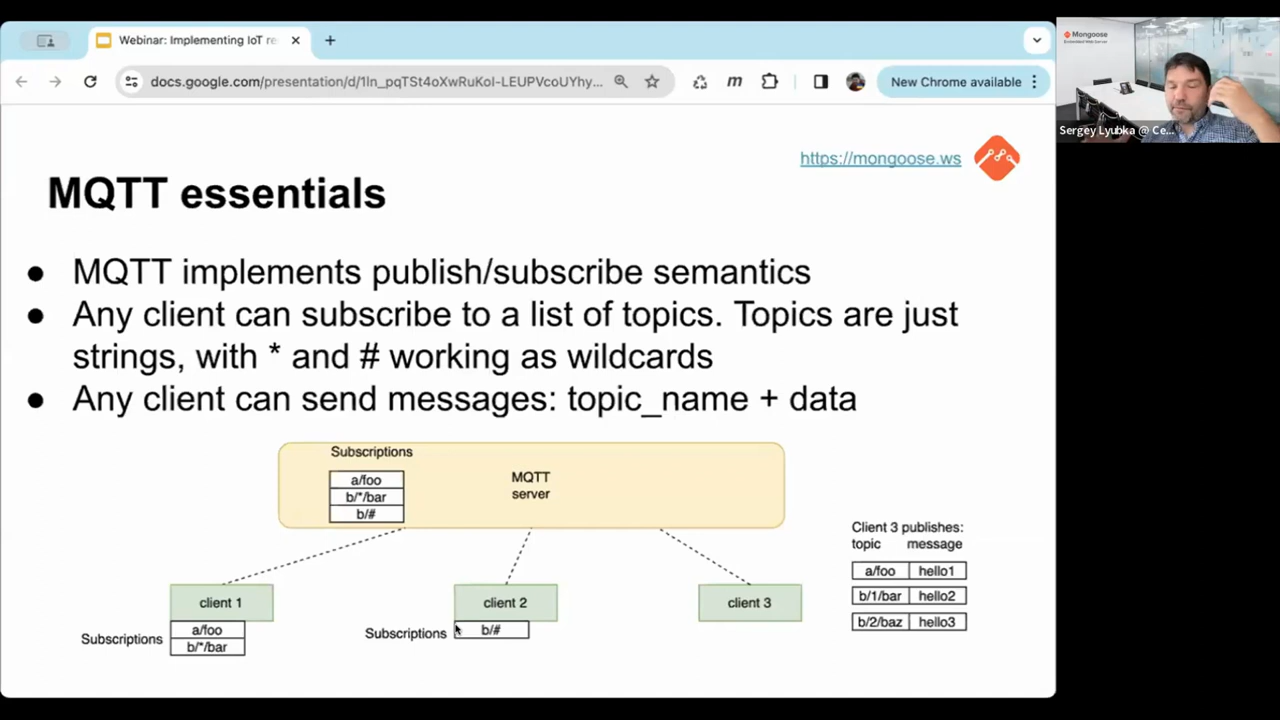 Webinar: Implementing IoT re
docs.google.com/presentation/d/1ln_pqTSt4oXwRuKoI-LEUPVcoUYhy...
New Chrome available
Mongoose
Sergey Lyubka @ Ce...
https://mongoose.ws
MQTT essentials
● MQTT implements publish/subscribe semantics
● Any client can subscribe to a list of topics. Topics are just
strings, with * and # working as wildcards
● Any client can send messages: topic_name + data
Subscriptions
a/foo
b/*/bar
b/#
MQTT
server
client 1
Subscriptions
a/foo
b/*/bar
client 2
Subscriptions
b/#
client 3
Client 3 publishes:
topic message
a/foo hello1
b/1/bar hello2
b/2/baz hello3